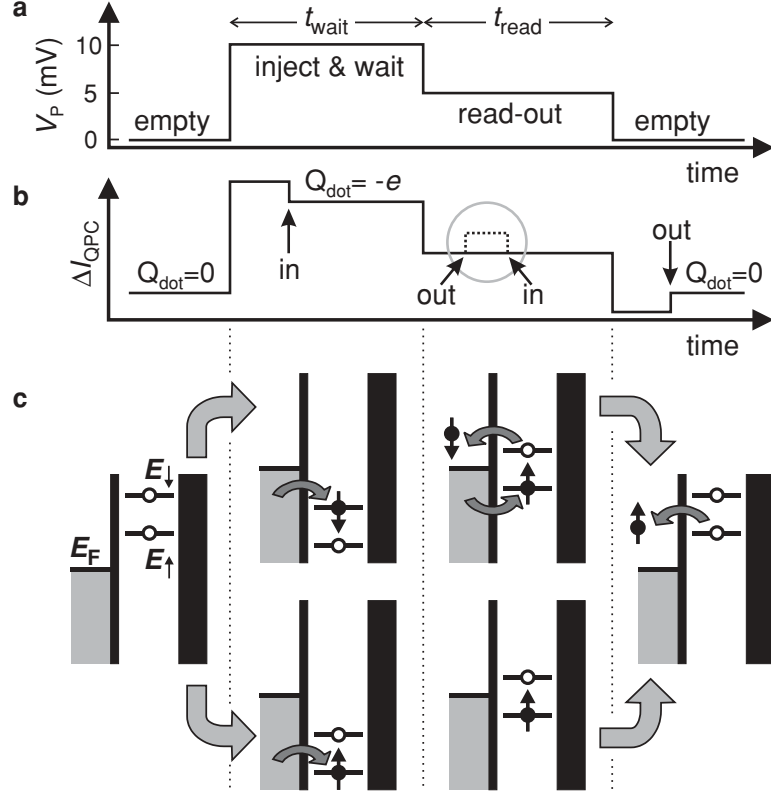 a
t_wait
t_read
10
5
0
V_P (mV)
empty
inject & wait
read-out
empty
time
b
ΔI_QPC
Q_dot=0
in
Q_dot= -e
out
in
out
Q_dot=0
time
c
E↓
E_F
E↑